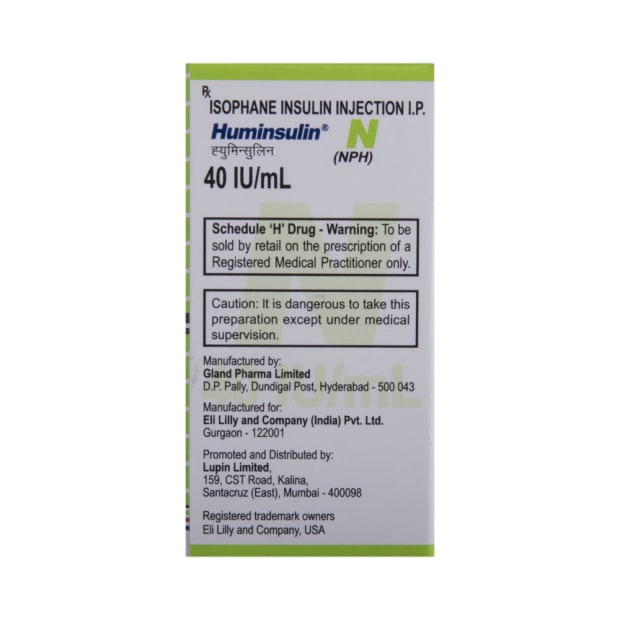 Rx
ISOPHANE INSULIN INJECTION I.P.
Huminsulin® N
ह्युमिन्सुलिन
(NPH)
40 IU/mL
Schedule 'H' Drug - Warning: To be
sold by retail on the prescription of a
Registered Medical Practitioner only.
Caution: It is dangerous to take this
preparation except under medical
supervision.
Manufactured by:
Gland Pharma Limited
D.P. Pally, Dundigal Post, Hyderabad - 500 043
Manufactured for:
Eli Lilly and Company (India) Pvt. Ltd.
Gurgaon - 122001
Promoted and Distributed by:
Lupin Limited,
159, CST Road, Kalina,
Santacruz (East), Mumbai - 400098
Registered trademark owners
Eli Lilly and Company, USA
N
40 IU/mL